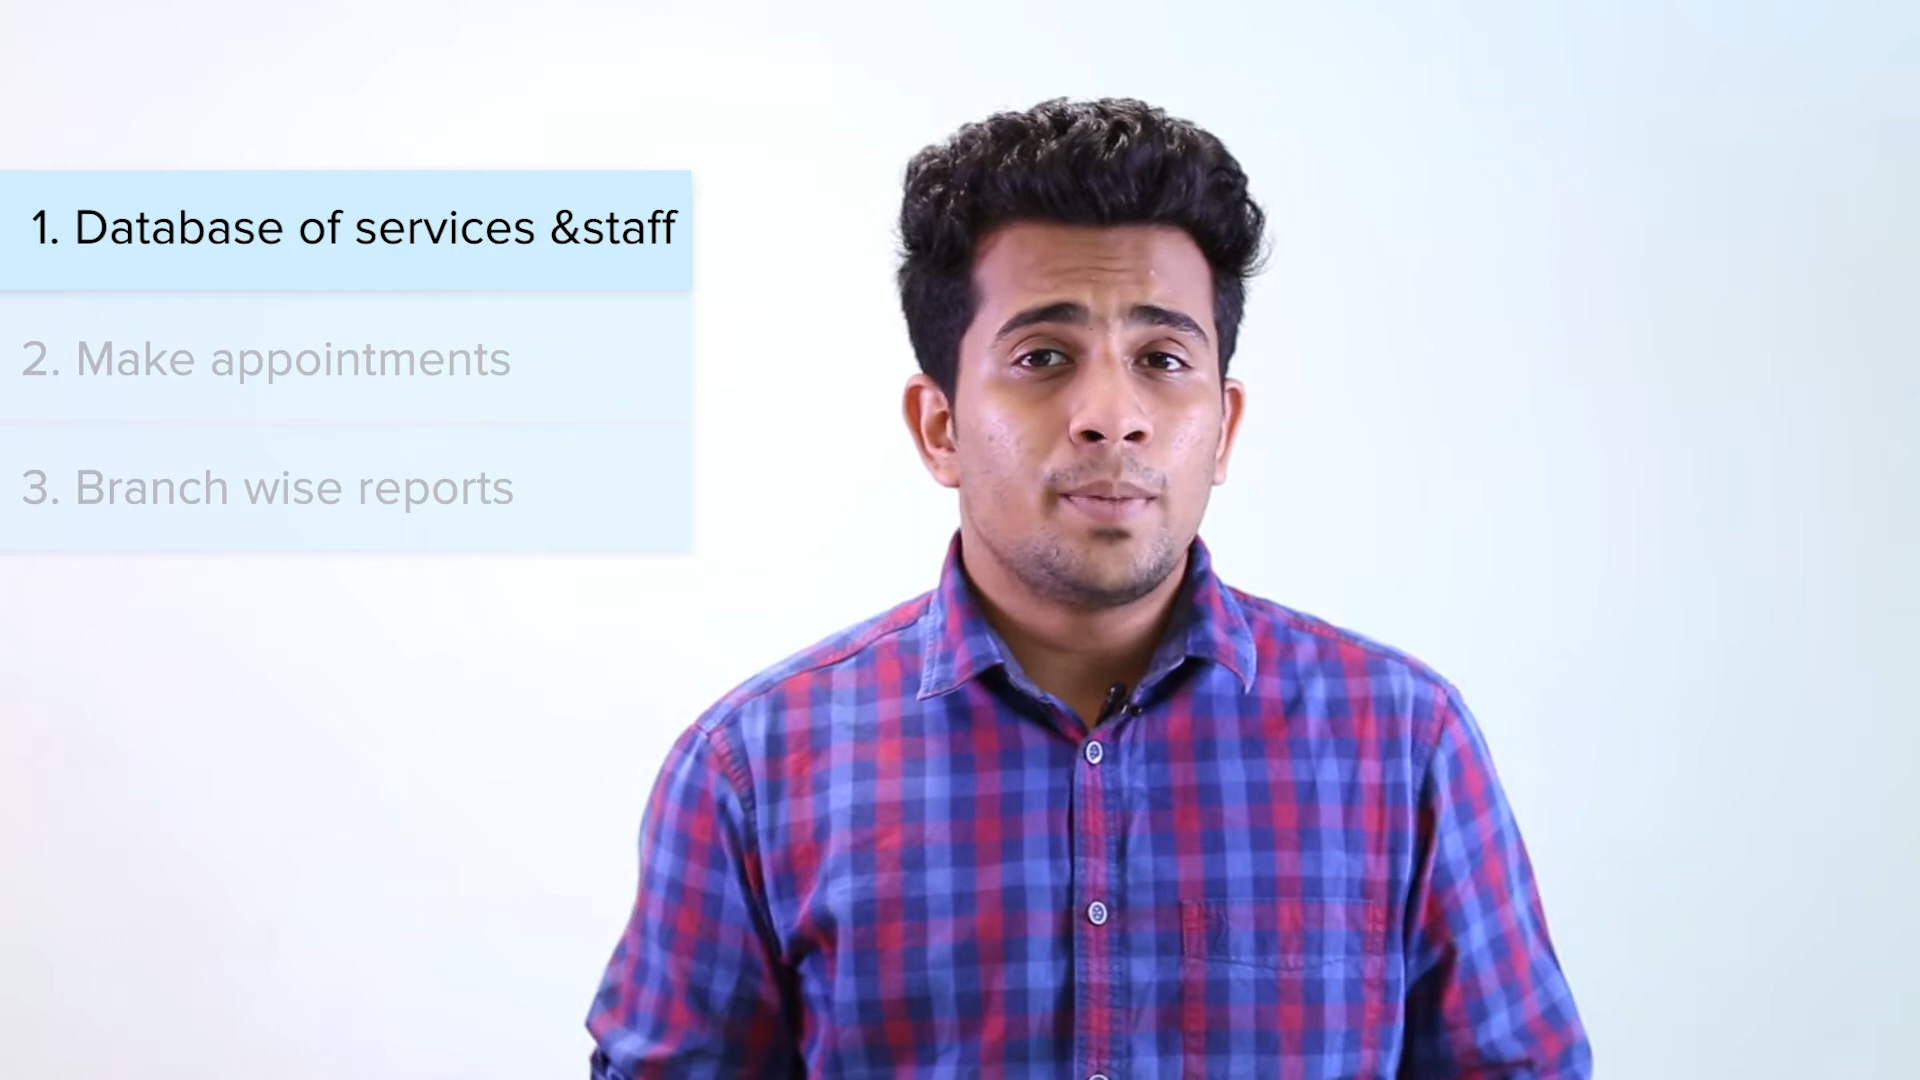 1. Database of services &staff
2. Make appointments
3. Branch wise reports